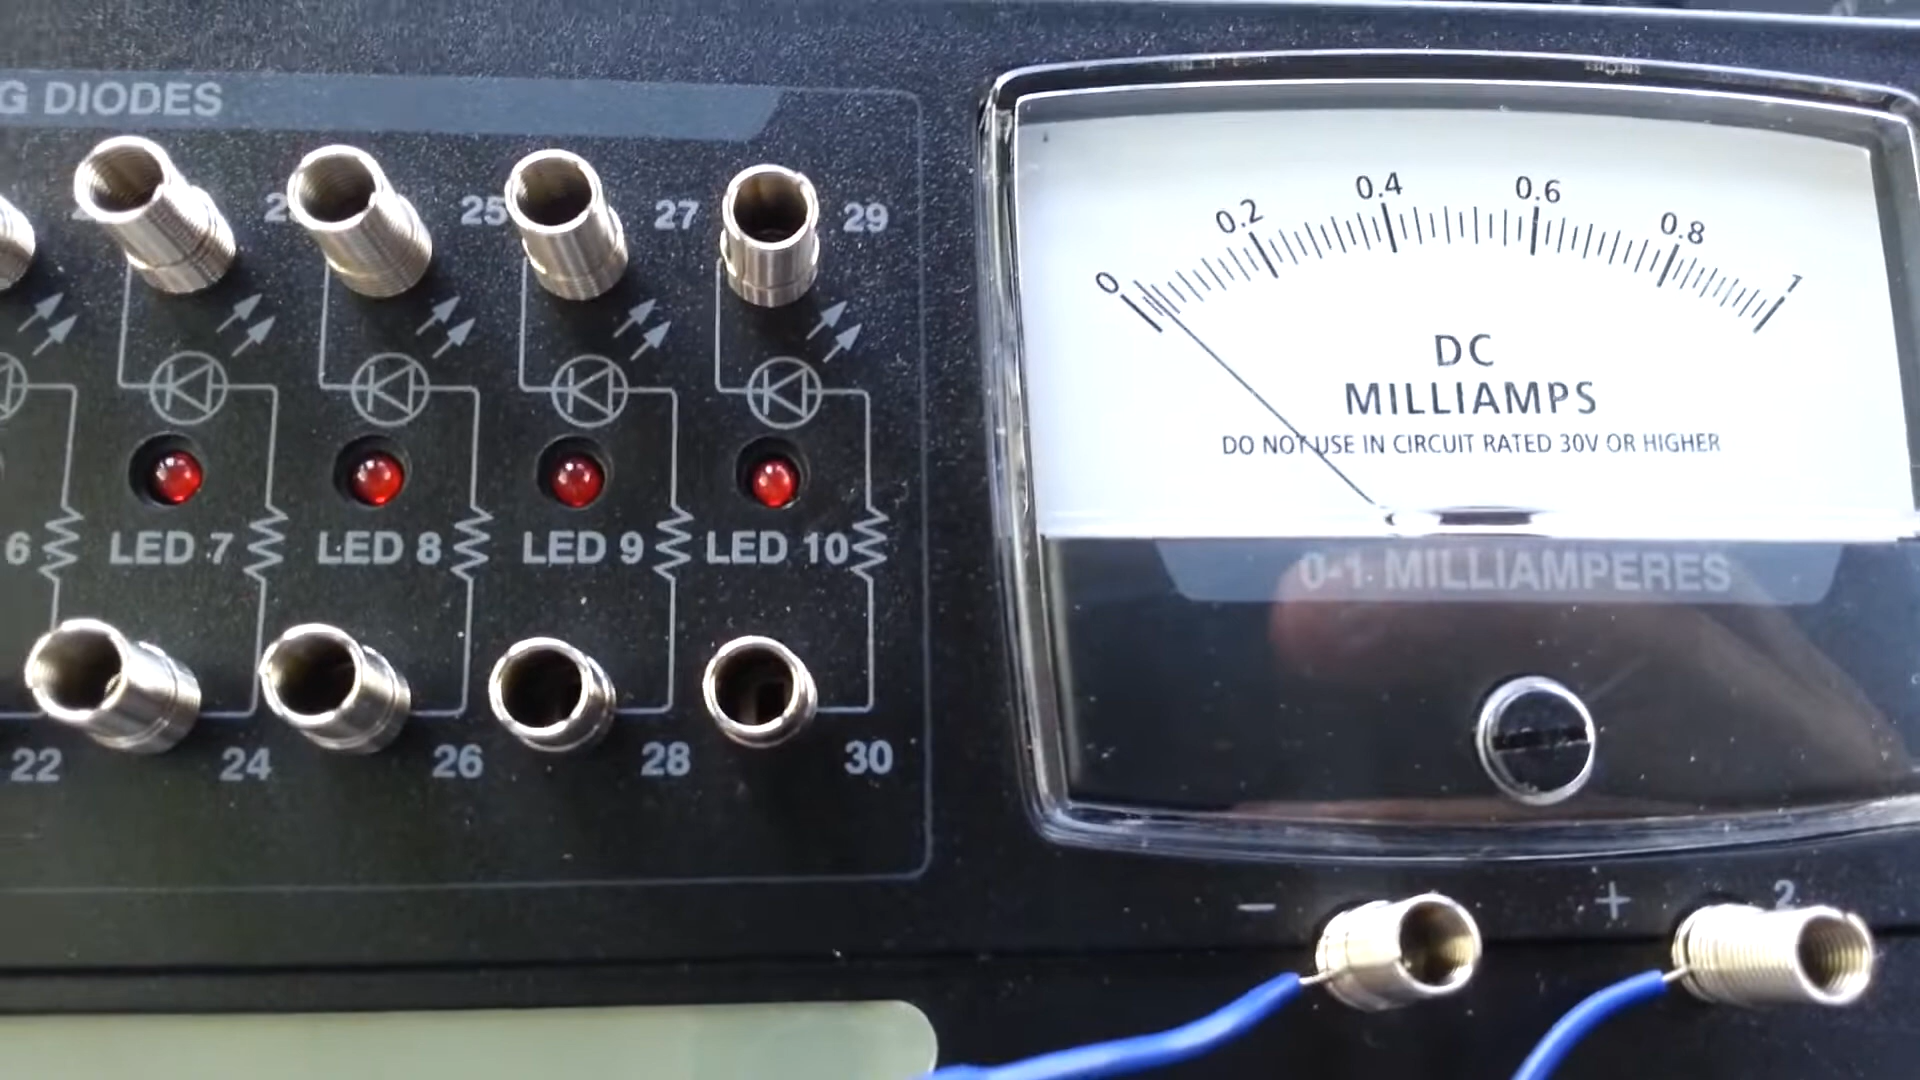 G DIODES
25 27 29
LED 7 LED 8 LED 9 LED 10
6
22 24 26 28 30
0 0.2 0.4 0.6 0.8 1
DC
MILLIAMPS
DO NOT USE IN CIRCUIT RATED 30V OR HIGHER
0-1 MILLIAMPERES
− +
2